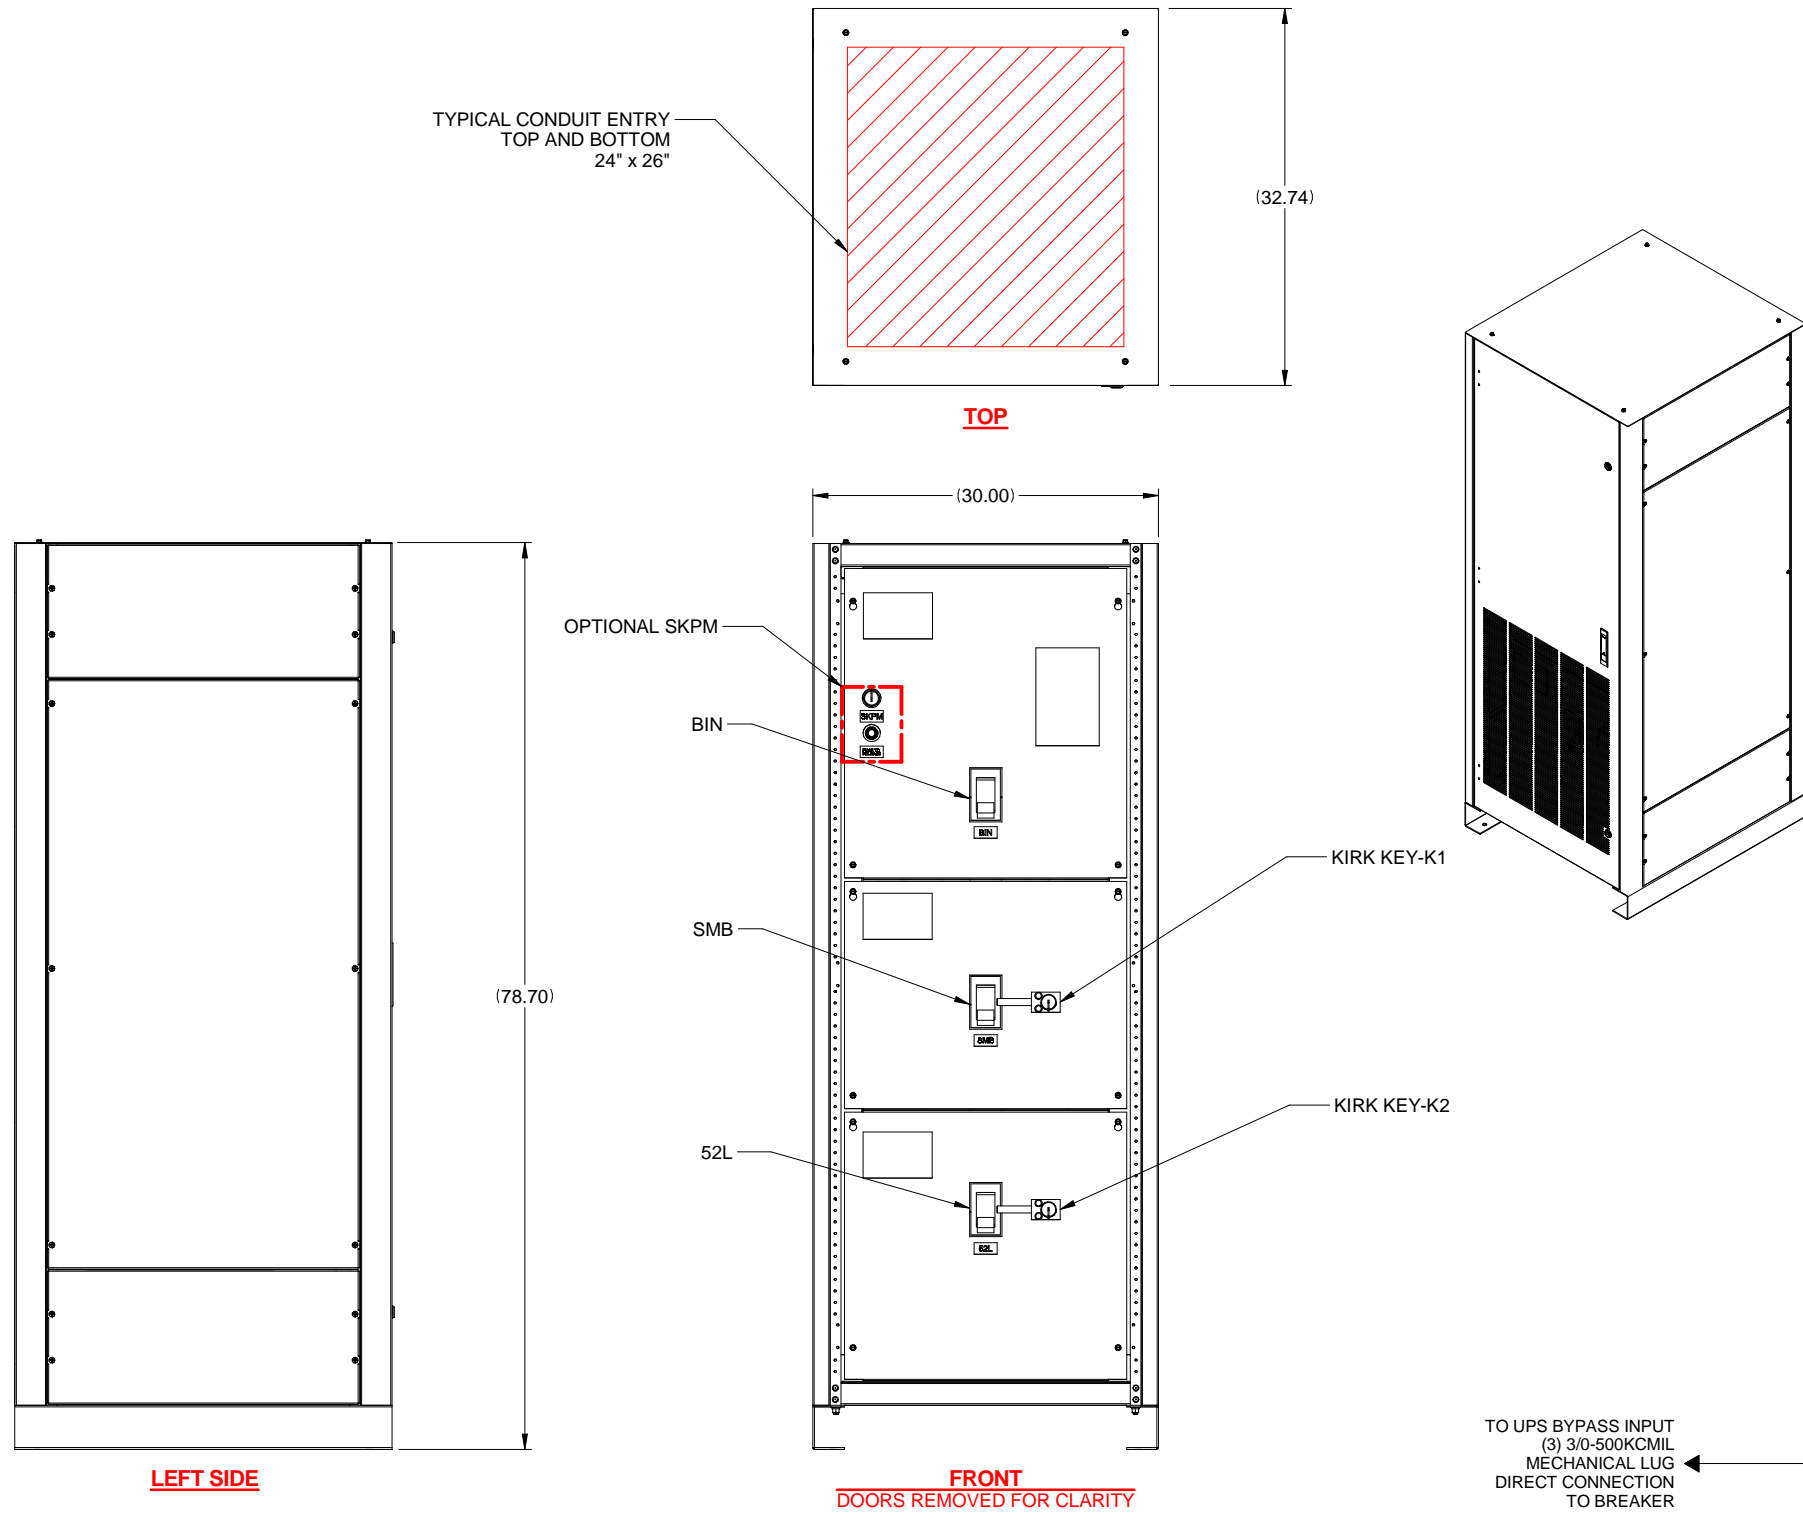 TYPICAL CONDUIT ENTRY
TOP AND BOTTOM
24" x 26"
(32.74)
TOP
(30.00)
OPTIONAL SKPM
SKPM
BIN
BIN
KIRK KEY-K1
SMB
SMB
(78.70)
KIRK KEY-K2
52L
52L
LEFT SIDE
FRONT
DOORS REMOVED FOR CLARITY
TO UPS BYPASS INPUT
(3) 3/0-500KCMIL
MECHANICAL LUG
DIRECT CONNECTION
TO BREAKER